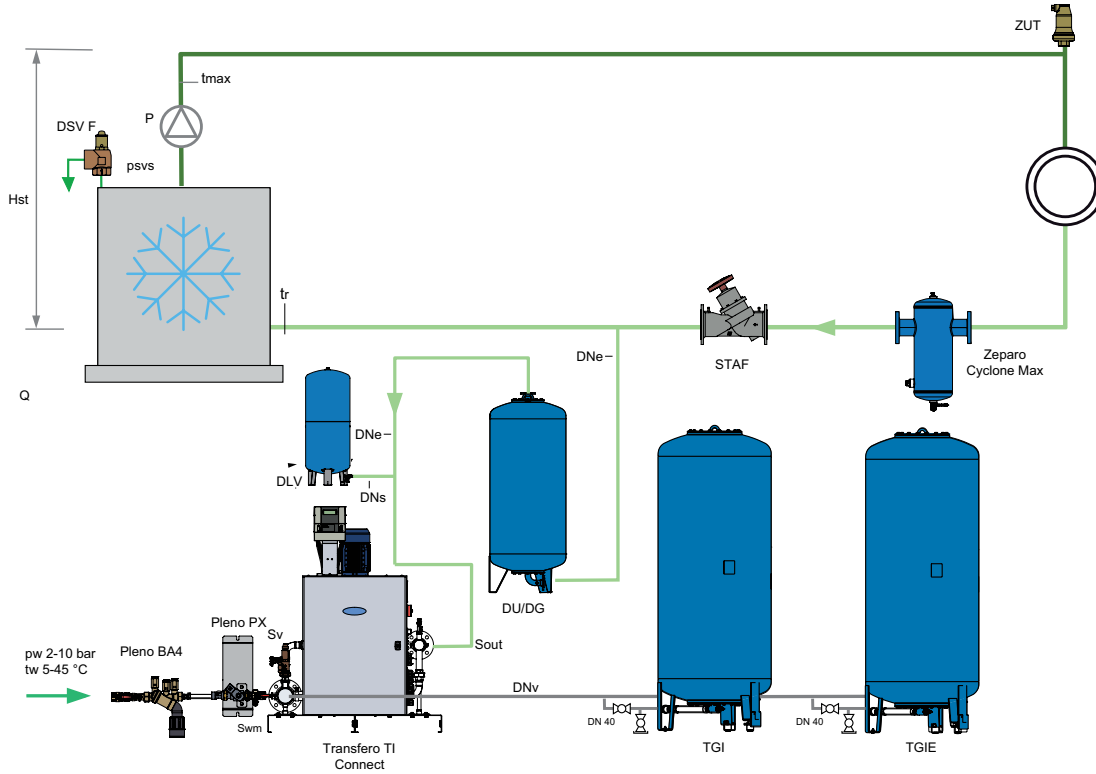 ZUT
tmax
P
DSV F
psvs
Hst
tr
DNe
STAF
Zeparo
Cyclone Max
Q
DNe
DLV
DNs
DU/DG
Pleno PX
Sv
Sout
pw 2-10 bar
tw 5-45 °C
Pleno BA4
DNv
DN 40
DN 40
Swm
Transfero TI
Connect
TGI
TGIE